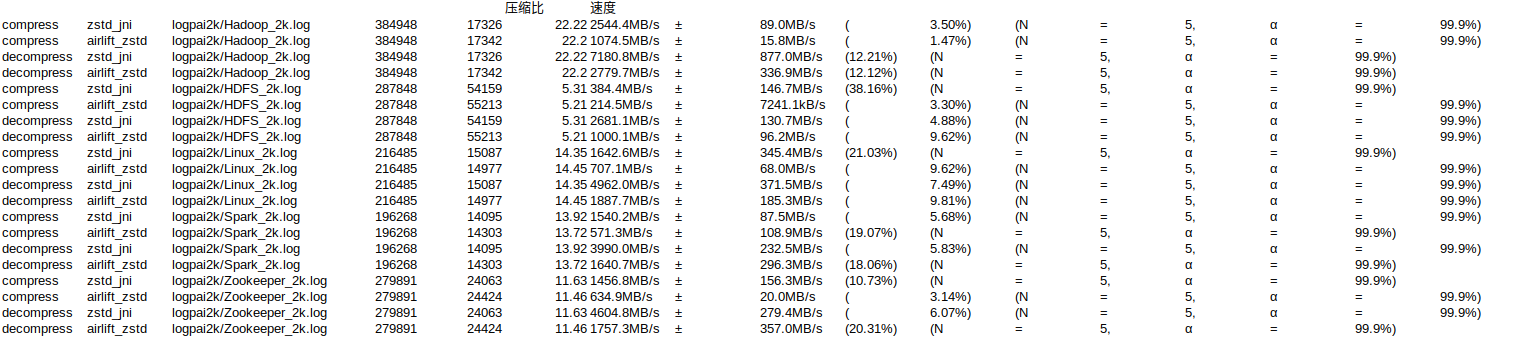 压缩比 速度
compress zstd_jni logpai2k/Hadoop_2k.log 384948 17326 22.22 2544.4MB/s ± 89.0MB/s ( 3.50%) (N = 5, α = 99.9%)
compress airlift_zstd logpai2k/Hadoop_2k.log 384948 17342 22.2 1074.5MB/s ± 15.8MB/s ( 1.47%) (N = 5, α = 99.9%)
decompress zstd_jni logpai2k/Hadoop_2k.log 384948 17326 22.22 7180.8MB/s ± 877.0MB/s (12.21%) (N = 5, α = 99.9%)
decompress airlift_zstd logpai2k/Hadoop_2k.log 384948 17342 22.2 2779.7MB/s ± 336.9MB/s (12.12%) (N = 5, α = 99.9%)
compress zstd_jni logpai2k/HDFS_2k.log 287848 54159 5.31 384.4MB/s ± 146.7MB/s (38.16%) (N = 5, α = 99.9%)
compress airlift_zstd logpai2k/HDFS_2k.log 287848 55213 5.21 214.5MB/s ± 7241.1kB/s ( 3.30%) (N = 5, α = 99.9%)
decompress zstd_jni logpai2k/HDFS_2k.log 287848 54159 5.31 2681.1MB/s ± 130.7MB/s ( 4.88%) (N = 5, α = 99.9%)
decompress airlift_zstd logpai2k/HDFS_2k.log 287848 55213 5.21 1000.1MB/s ± 96.2MB/s ( 9.62%) (N = 5, α = 99.9%)
compress zstd_jni logpai2k/Linux_2k.log 216485 15087 14.35 1642.6MB/s ± 345.4MB/s (21.03%) (N = 5, α = 99.9%)
compress airlift_zstd logpai2k/Linux_2k.log 216485 14977 14.45 707.1MB/s ± 68.0MB/s ( 9.62%) (N = 5, α = 99.9%)
decompress zstd_jni logpai2k/Linux_2k.log 216485 15087 14.35 4962.0MB/s ± 371.5MB/s ( 7.49%) (N = 5, α = 99.9%)
decompress airlift_zstd logpai2k/Linux_2k.log 216485 14977 14.45 1887.7MB/s ± 185.3MB/s ( 9.81%) (N = 5, α = 99.9%)
compress zstd_jni logpai2k/Spark_2k.log 196268 14095 13.92 1540.2MB/s ± 87.5MB/s ( 5.68%) (N = 5, α = 99.9%)
compress airlift_zstd logpai2k/Spark_2k.log 196268 14303 13.72 571.3MB/s ± 108.9MB/s (19.07%) (N = 5, α = 99.9%)
decompress zstd_jni logpai2k/Spark_2k.log 196268 14095 13.92 3990.0MB/s ± 232.5MB/s ( 5.83%) (N = 5, α = 99.9%)
decompress airlift_zstd logpai2k/Spark_2k.log 196268 14303 13.72 1640.7MB/s ± 296.3MB/s (18.06%) (N = 5, α = 99.9%)
compress zstd_jni logpai2k/Zookeeper_2k.log 279891 24063 11.63 1456.8MB/s ± 156.3MB/s (10.73%) (N = 5, α = 99.9%)
compress airlift_zstd logpai2k/Zookeeper_2k.log 279891 24424 11.46 634.9MB/s ± 20.0MB/s ( 3.14%) (N = 5, α = 99.9%)
decompress zstd_jni logpai2k/Zookeeper_2k.log 279891 24063 11.63 4604.8MB/s ± 279.4MB/s ( 6.07%) (N = 5, α = 99.9%)
decompress airlift_zstd logpai2k/Zookeeper_2k.log 279891 24424 11.46 1757.3MB/s ± 357.0MB/s (20.31%) (N = 5, α = 99.9%)